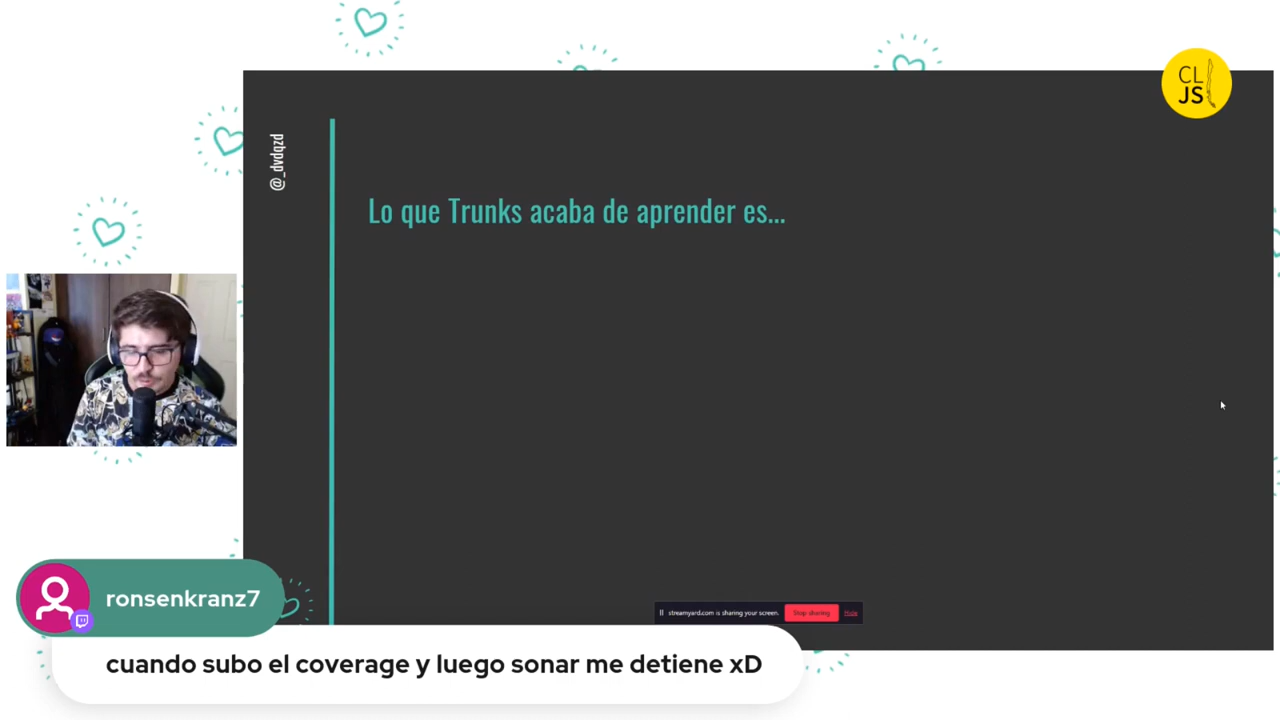 CL
JS
@_dvdqzd
Lo que Trunks acaba de aprender es...
streamyard.com is sharing your screen.
Stop sharing
Hide
ronsenkranz7
cuando subo el coverage y luego sonar me detiene xD